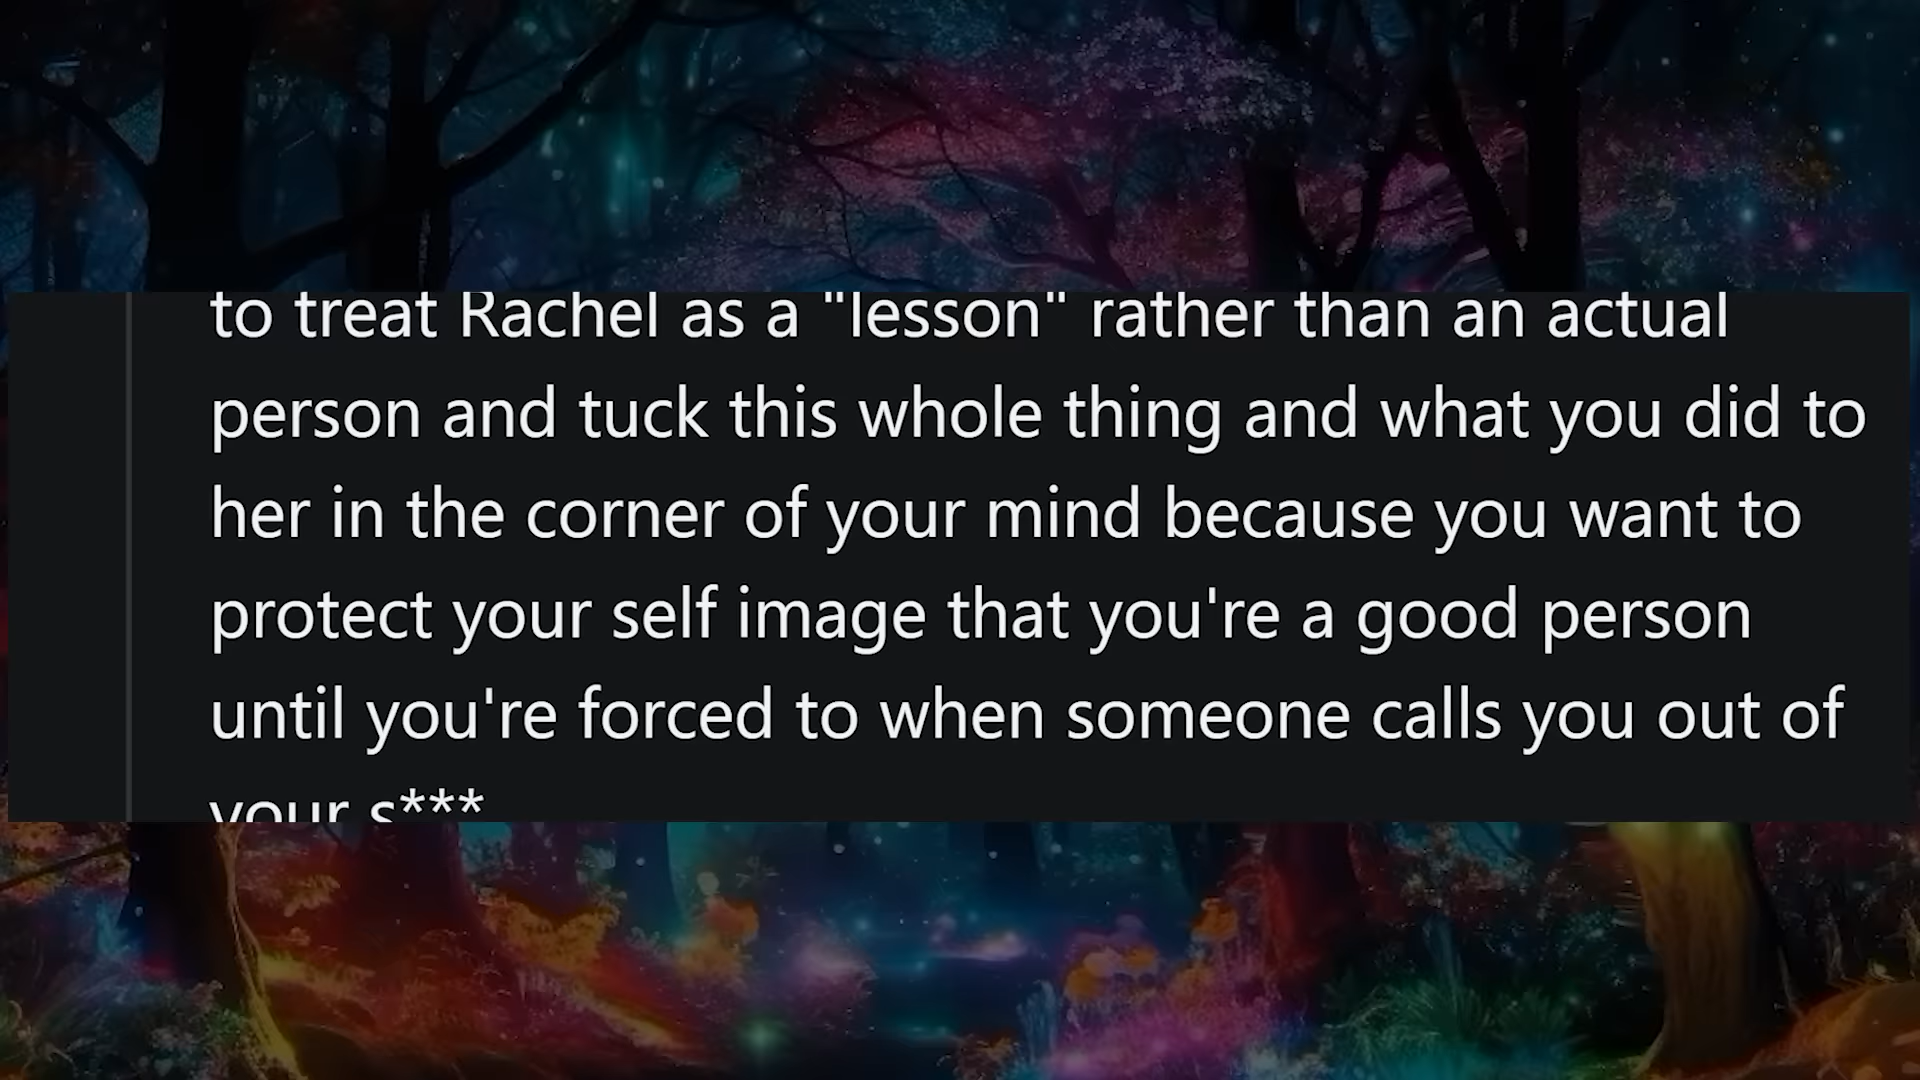 to treat Rachel as a "lesson" rather than an actual
person and tuck this whole thing and what you did to
her in the corner of your mind because you want to
protect your self image that you're a good person
until you're forced to when someone calls you out of
your s***